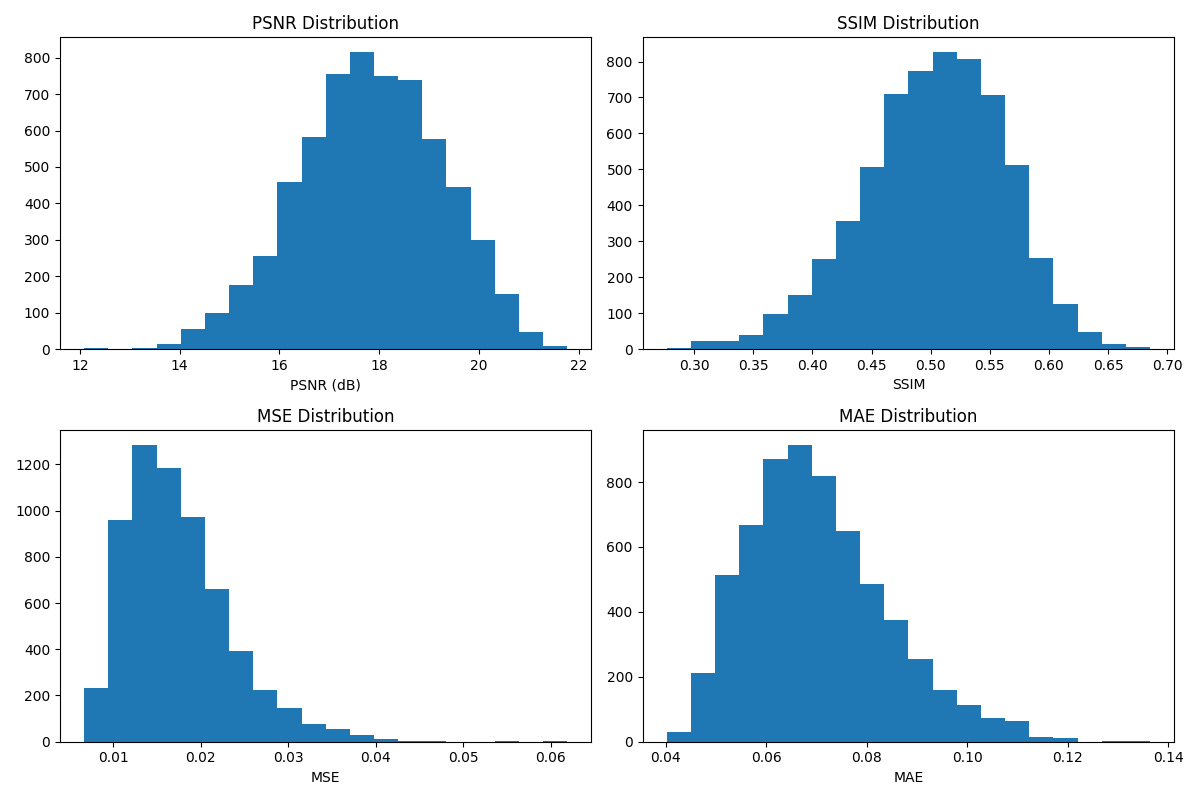 PSNR Distribution
800
700
600
500
400
300
200
100
0
12 14 16 18 20 22
PSNR (dB)
SSIM Distribution
800
700
600
500
400
300
200
100
0
0.30 0.35 0.40 0.45 0.50 0.55 0.60 0.65 0.70
SSIM
MSE Distribution
1200
1000
800
600
400
200
0
0.01 0.02 0.03 0.04 0.05 0.06
MSE
MAE Distribution
800
600
400
200
0
0.04 0.06 0.08 0.10 0.12 0.14
MAE